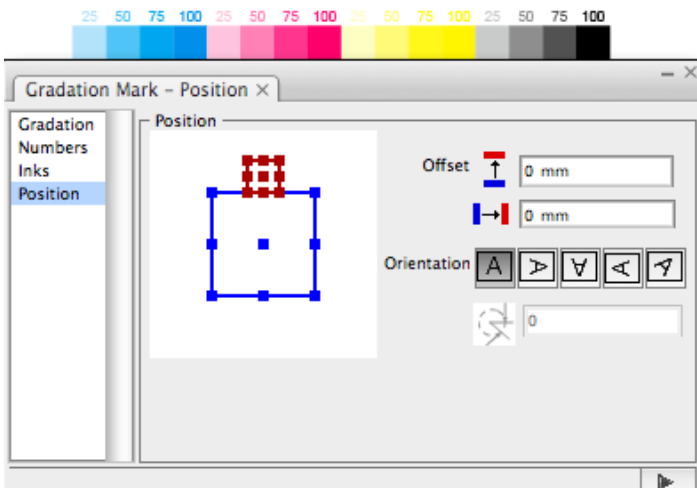 25 50 75 100 25 50 75 100 25 50 75 100 25 50 75 100
Gradation Mark – Position ×
Gradation
Numbers
Inks
Position
Position
Offset
0 mm
0 mm
Orientation A A A A A
0